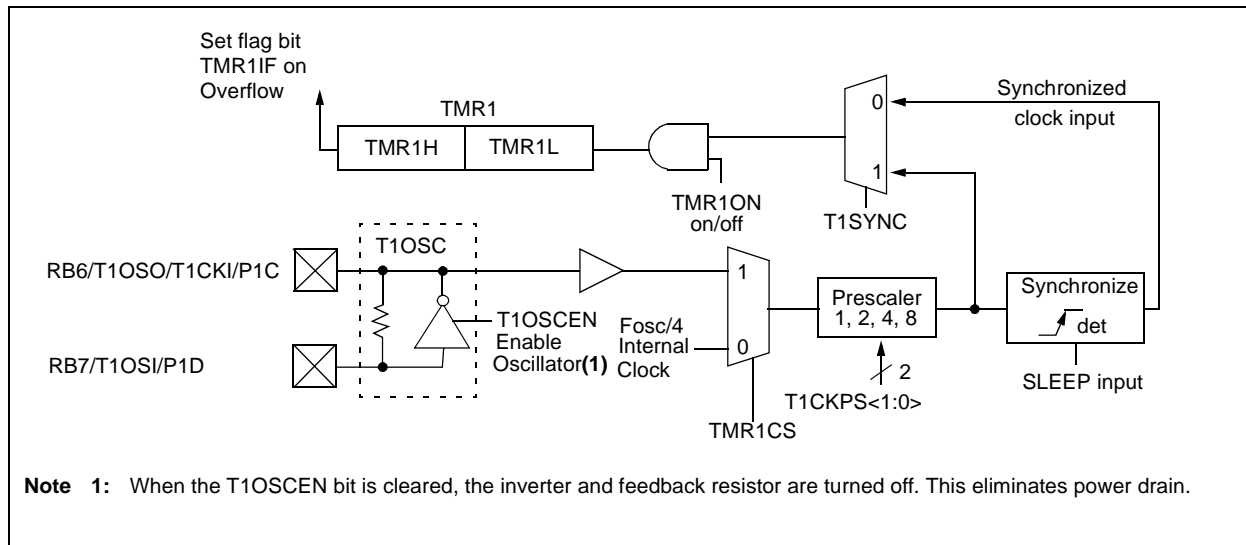 Set flag bit
TMR1IF on
Overflow
TMR1
TMR1H
TMR1L
TMR1ON
on/off
0
1
T1SYNC
Synchronized
clock input
T1OSC
RB6/T1OSO/T1CKI/P1C
RB7/T1OSI/P1D
T1OSCEN
Enable
Oscillator(1)
Fosc/4
Internal
Clock
1
0
TMR1CS
Prescaler
1, 2, 4, 8
2
T1CKPS<1:0>
Synchronize
det
SLEEP input
Note 1: When the T1OSCEN bit is cleared, the inverter and feedback resistor are turned off. This eliminates power drain.